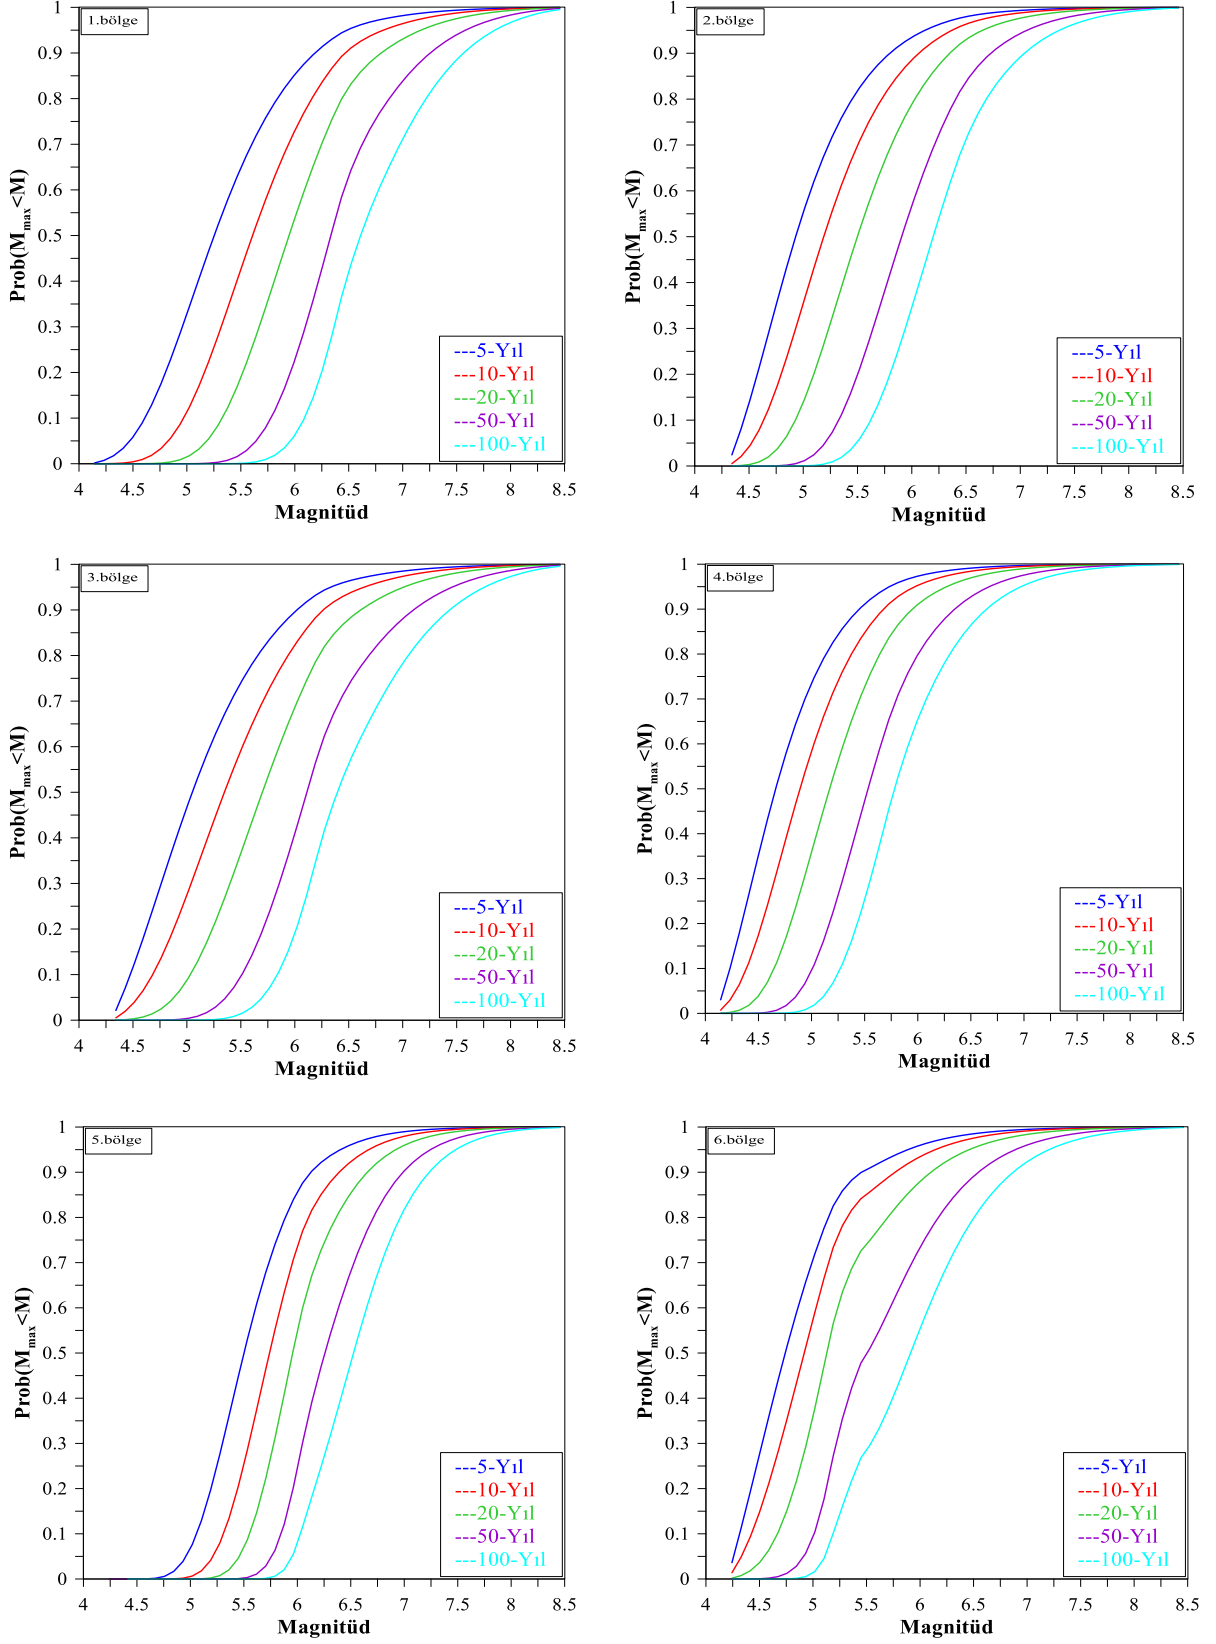 1.bölge
Prob(Mmax<M)
1
0.9
0.8
0.7
0.6
0.5
0.4
0.3
0.2
0.1
0
4 4.5 5 5.5 6 6.5 7 7.5 8 8.5
Magnitüd
---5-Yıl
---10-Yıl
---20-Yıl
---50-Yıl
---100-Yıl
2.bölge
Prob(Mmax<M)
1
0.9
0.8
0.7
0.6
0.5
0.4
0.3
0.2
0.1
0
4 4.5 5 5.5 6 6.5 7 7.5 8 8.5
Magnitüd
---5-Yıl
---10-Yıl
---20-Yıl
---50-Yıl
---100-Yıl
3.bölge
Prob(Mmax<M)
1
0.9
0.8
0.7
0.6
0.5
0.4
0.3
0.2
0.1
0
4 4.5 5 5.5 6 6.5 7 7.5 8 8.5
Magnitüd
---5-Yıl
---10-Yıl
---20-Yıl
---50-Yıl
---100-Yıl
4.bölge
Prob(Mmax<M)
1
0.9
0.8
0.7
0.6
0.5
0.4
0.3
0.2
0.1
0
4 4.5 5 5.5 6 6.5 7 7.5 8 8.5
Magnitüd
---5-Yıl
---10-Yıl
---20-Yıl
---50-Yıl
---100-Yıl
5.bölge
Prob(Mmax<M)
1
0.9
0.8
0.7
0.6
0.5
0.4
0.3
0.2
0.1
0
4 4.5 5 5.5 6 6.5 7 7.5 8 8.5
Magnitüd
---5-Yıl
---10-Yıl
---20-Yıl
---50-Yıl
---100-Yıl
6.bölge
Prob(Mmax<M)
1
0.9
0.8
0.7
0.6
0.5
0.4
0.3
0.2
0.1
0
4 4.5 5 5.5 6 6.5 7 7.5 8 8.5
Magnitüd
---5-Yıl
---10-Yıl
---20-Yıl
---50-Yıl
---100-Yıl